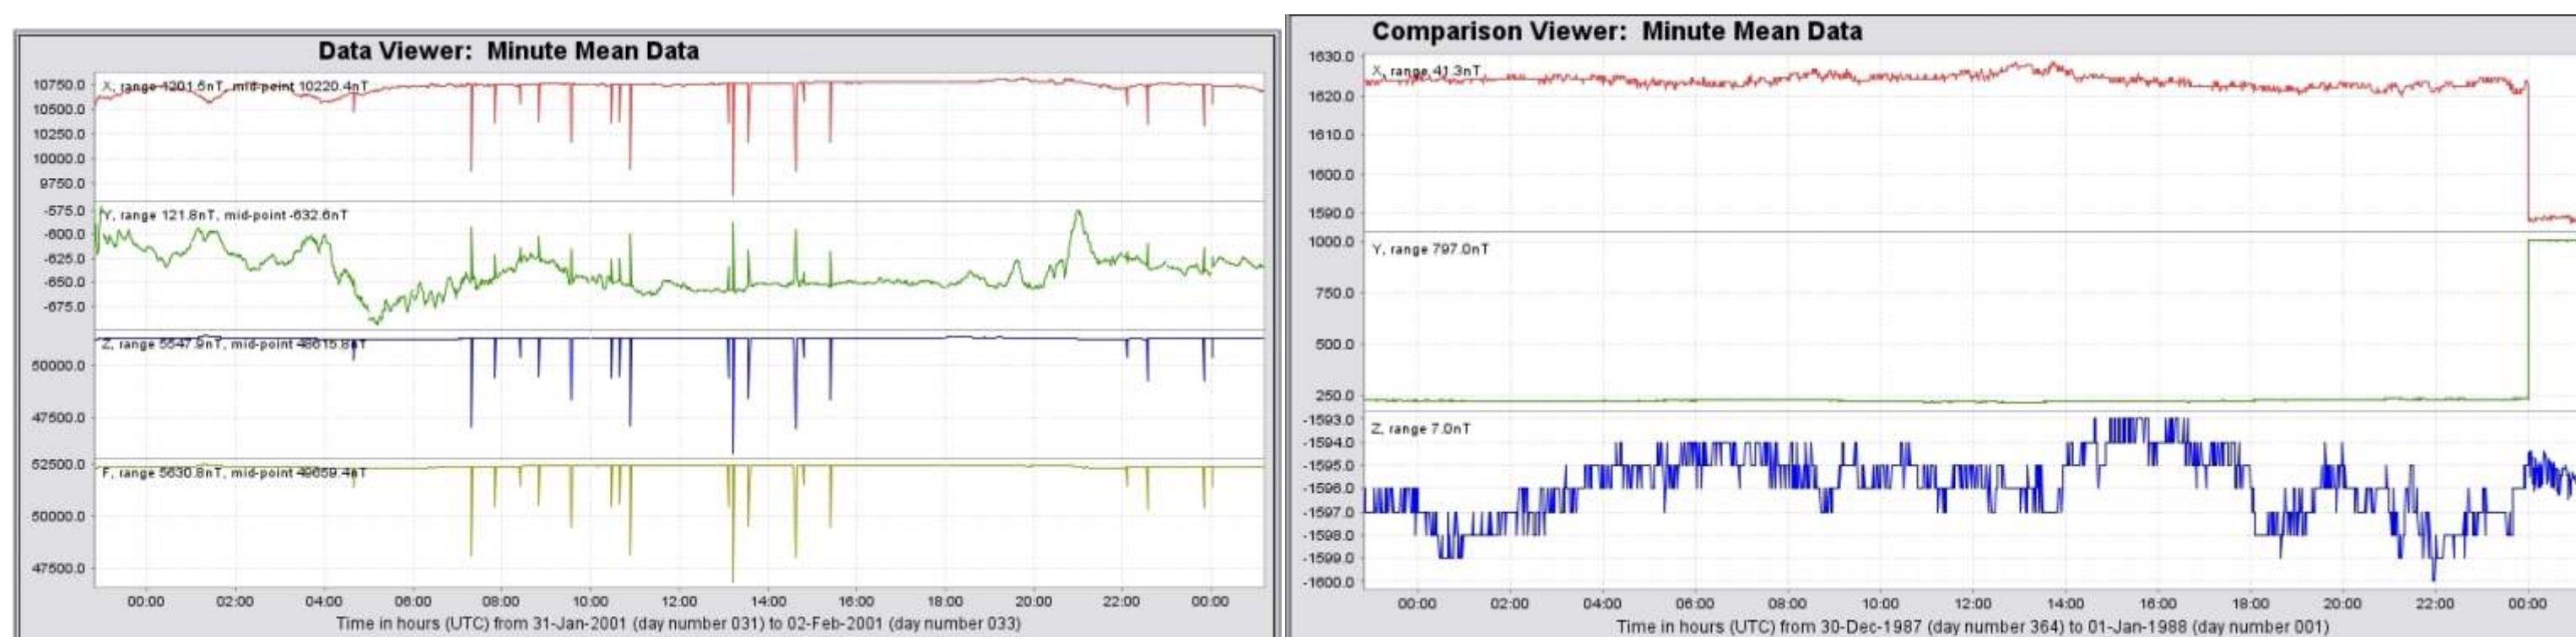 Data Viewer: Minute Mean Data
X, range 1201.5nT, mid-point 10220.4nT
10750.0
10500.0
10250.0
10000.0
9750.0
Y, range 121.8nT, mid-point -632.6nT
-575.0
-600.0
-625.0
-650.0
-675.0
Z, range 5547.9nT, mid-point 48615.8nT
50000.0
47500.0
F, range 5630.8nT, mid-point 49659.4nT
52500.0
50000.0
47500.0
00:00 02:00 04:00 06:00 08:00 10:00 12:00 14:00 16:00 18:00 20:00 22:00 00:00
Time in hours (UTC) from 31-Jan-2001 (day number 031) to 02-Feb-2001 (day number 033)
Comparison Viewer: Minute Mean Data
X, range 41.3nT
1630.0
1620.0
1610.0
1600.0
1590.0
Y, range 797.0nT
1000.0
750.0
500.0
250.0
Z, range 7.0nT
-1593.0
-1594.0
-1595.0
-1596.0
-1597.0
-1598.0
-1599.0
-1600.0
00:00 02:00 04:00 06:00 08:00 10:00 12:00 14:00 16:00 18:00 20:00 22:00 00:00
Time in hours (UTC) from 30-Dec-1987 (day number 364) to 01-Jan-1988 (day number 001)